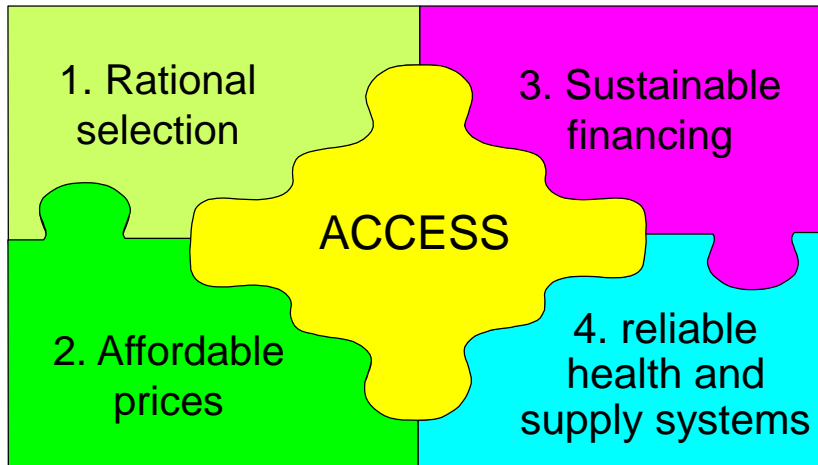 1. Rational
selection
3. Sustainable
financing
ACCESS
2. Affordable
prices
4. reliable
health and
supply systems